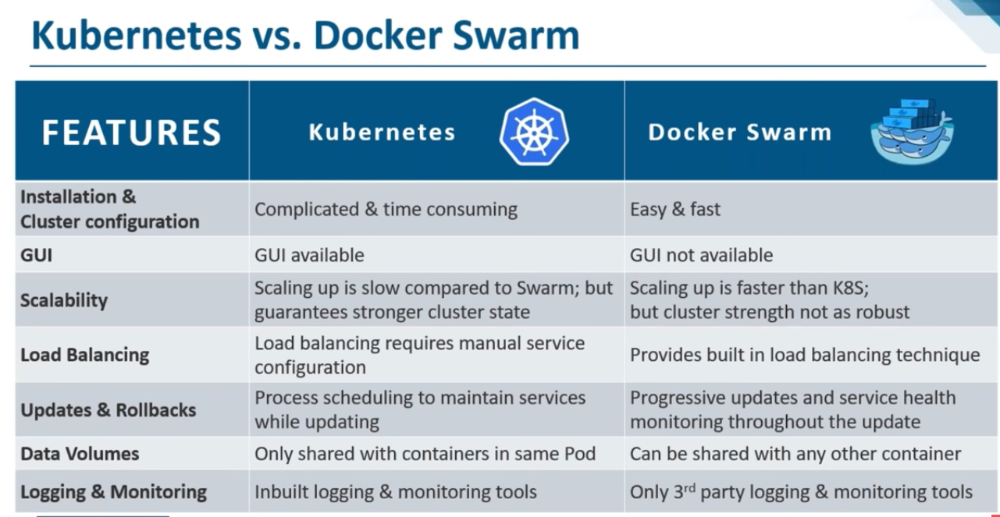 Kubernetes vs. Docker Swarm
FEATURES
Kubernetes
Docker Swarm
Installation &
Cluster configuration
Complicated & time consuming
Easy & fast
GUI
GUI available
GUI not available
Scalability
Scaling up is slow compared to Swarm; but
guarantees stronger cluster state
Scaling up is faster than K8S;
but cluster strength not as robust
Load Balancing
Load balancing requires manual service
configuration
Provides built in load balancing technique
Updates & Rollbacks
Process scheduling to maintain services
while updating
Progressive updates and service health
monitoring throughout the update
Data Volumes
Only shared with containers in same Pod
Can be shared with any other container
Logging & Monitoring
Inbuilt logging & monitoring tools
Only 3rd party logging & monitoring tools